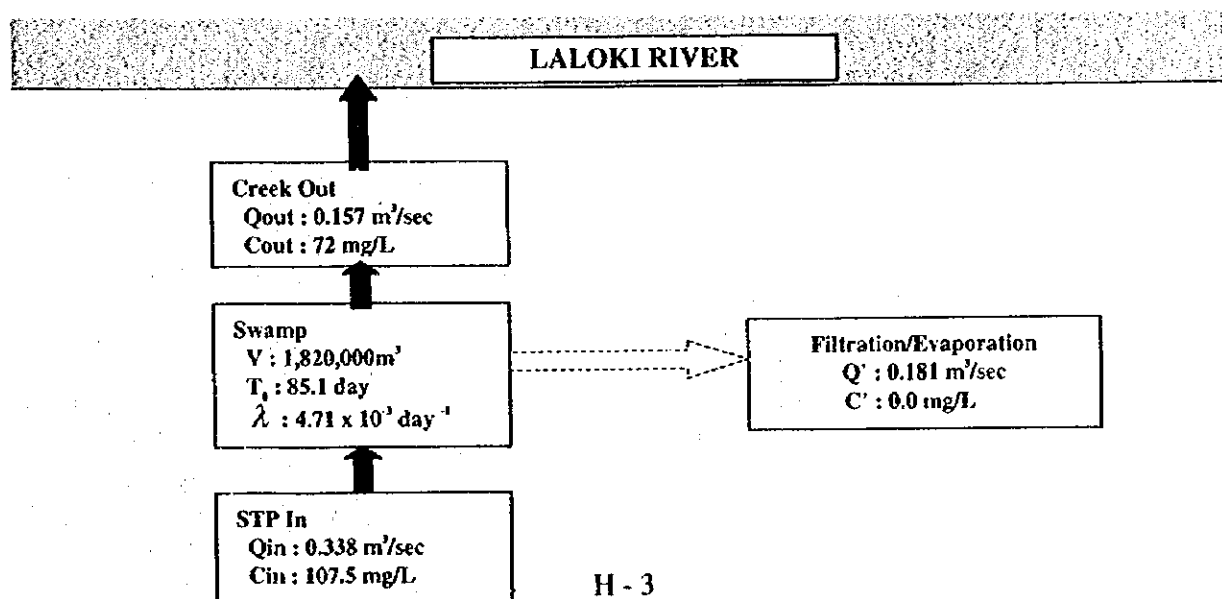 LALOKI RIVER
Creek Out
Qout : 0.157 m³/sec
Cout : 72 mg/L
Swamp
V : 1,820,000m³
T₀ : 85.1 day
λ : 4.71 x 10⁻³ day⁻¹
Filtration/Evaporation
Q' : 0.181 m³/sec
C' : 0.0 mg/L
STP In
Qin : 0.338 m³/sec
Cin : 107.5 mg/L
H - 3